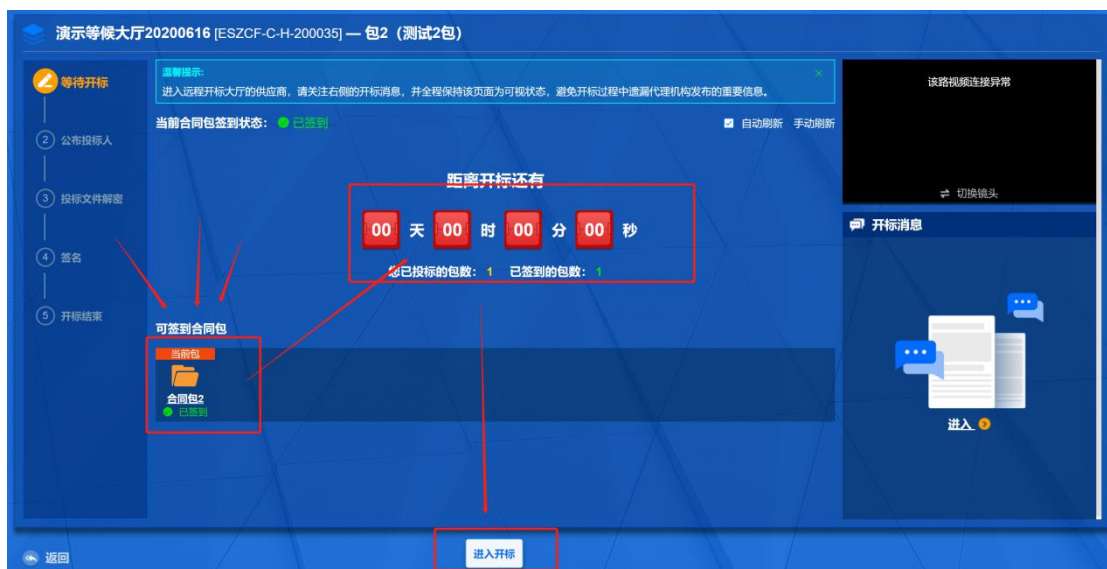 演示等候大厅20200616 [ESZCF-C-H-200035] — 包2（测试2包）
2 等待开标
2 公布投标人
3 投标文件解密
4 签名
5 开标结束
温馨提示:
进入远程开标大厅的供应商，请关注右侧的开标消息，并全程保持该页面为可视状态，避免开标过程中遗漏代理机构发布的重要信息。
×
当前合同包签到状态： 已签到
自动刷新 手动刷新
距离开标还有
00 天 00 时 00 分 00 秒
您已投标的包数： 1 已签到的包数： 1
可签到合同包
当前包
合同包2
已签到
该路视频连接异常
切换镜头
开标消息
进入
返回
进入开标